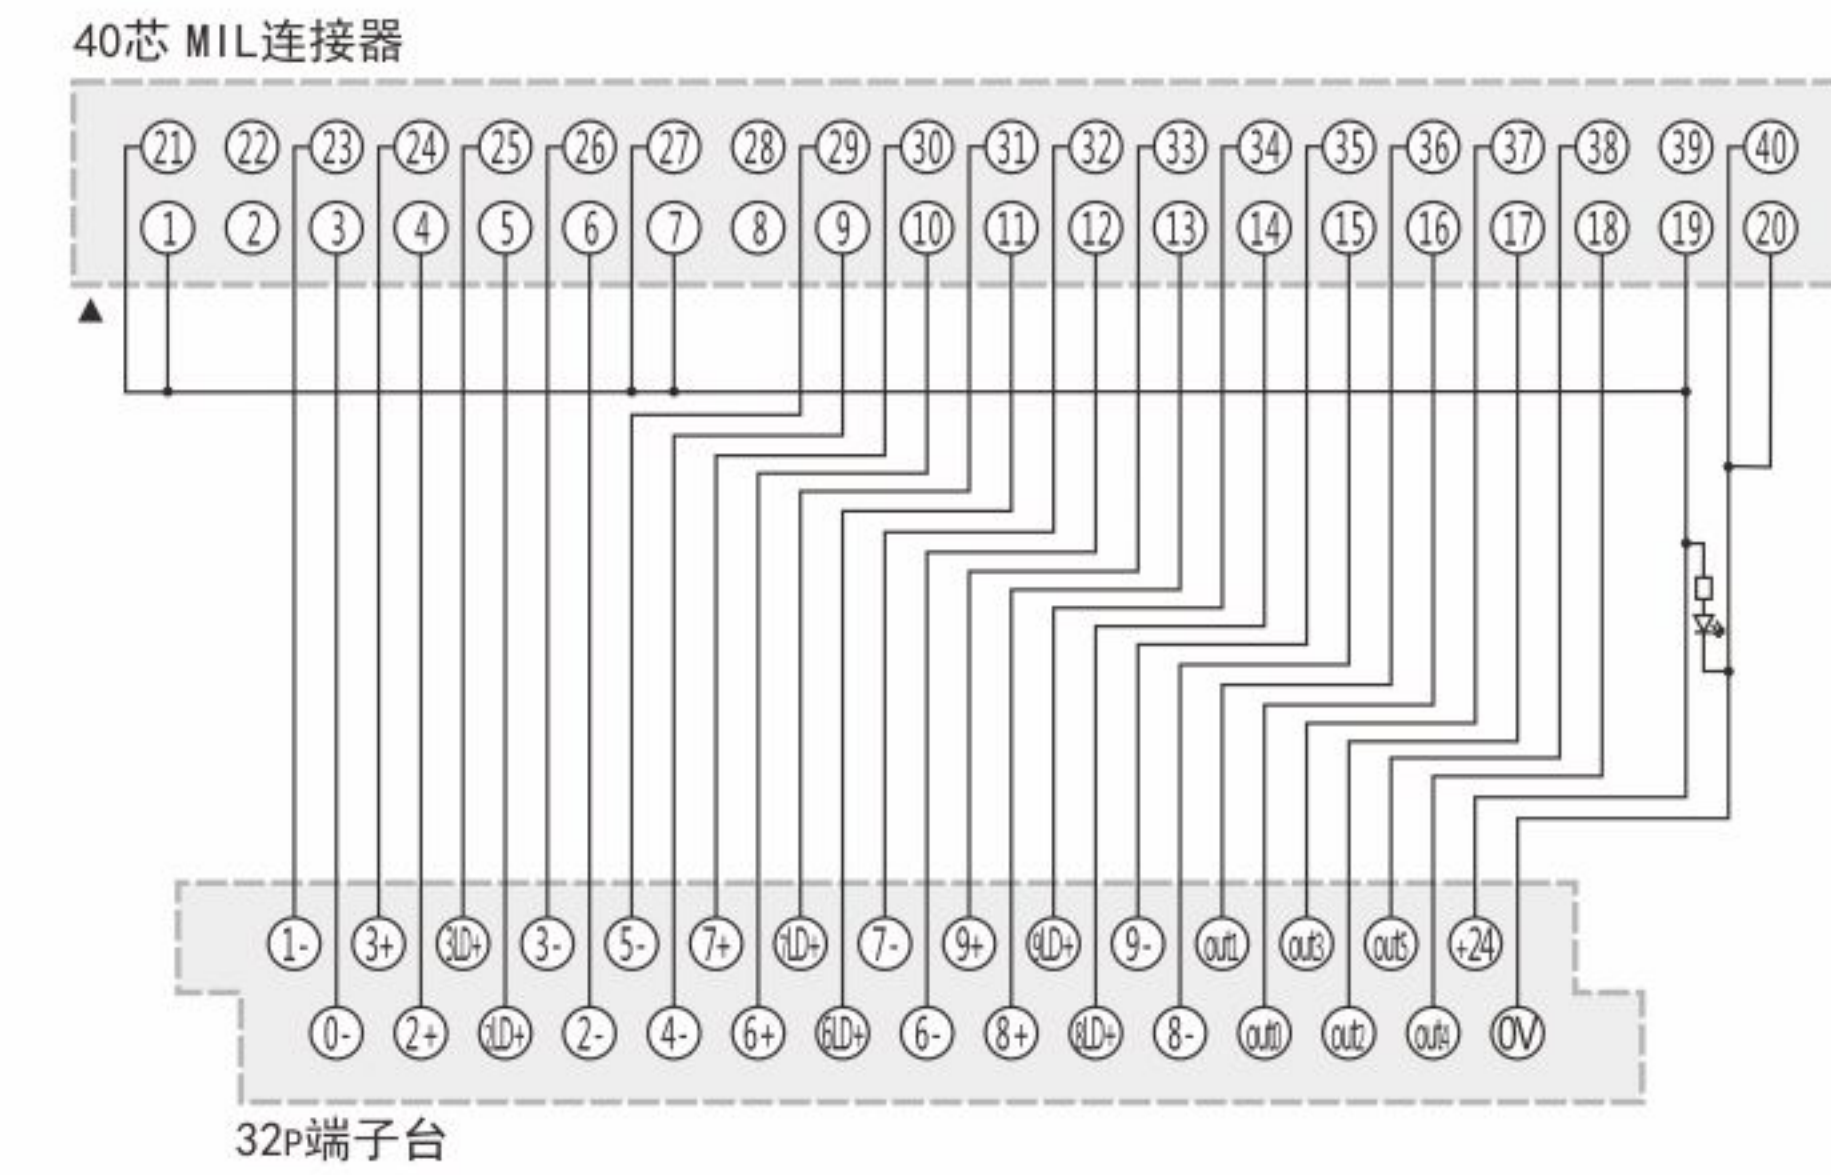 40芯 MIL连接器
21 22 23 24 25 26 27 28 29 30 31 32 33 34 35 36 37 38 39 40
1 2 3 4 5 6 7 8 9 10 11 12 13 14 15 16 17 18 19 20
1- 3+ 3LD+ 3- 5- 7+ 7LD+ 7- 9+ 9LD+ 9- out1 out3 out5 +24
0- 2+ 2LD+ 2- 4- 6+ 6LD+ 6- 8+ 8LD+ 8- out0 out2 out4 0V
32P端子台